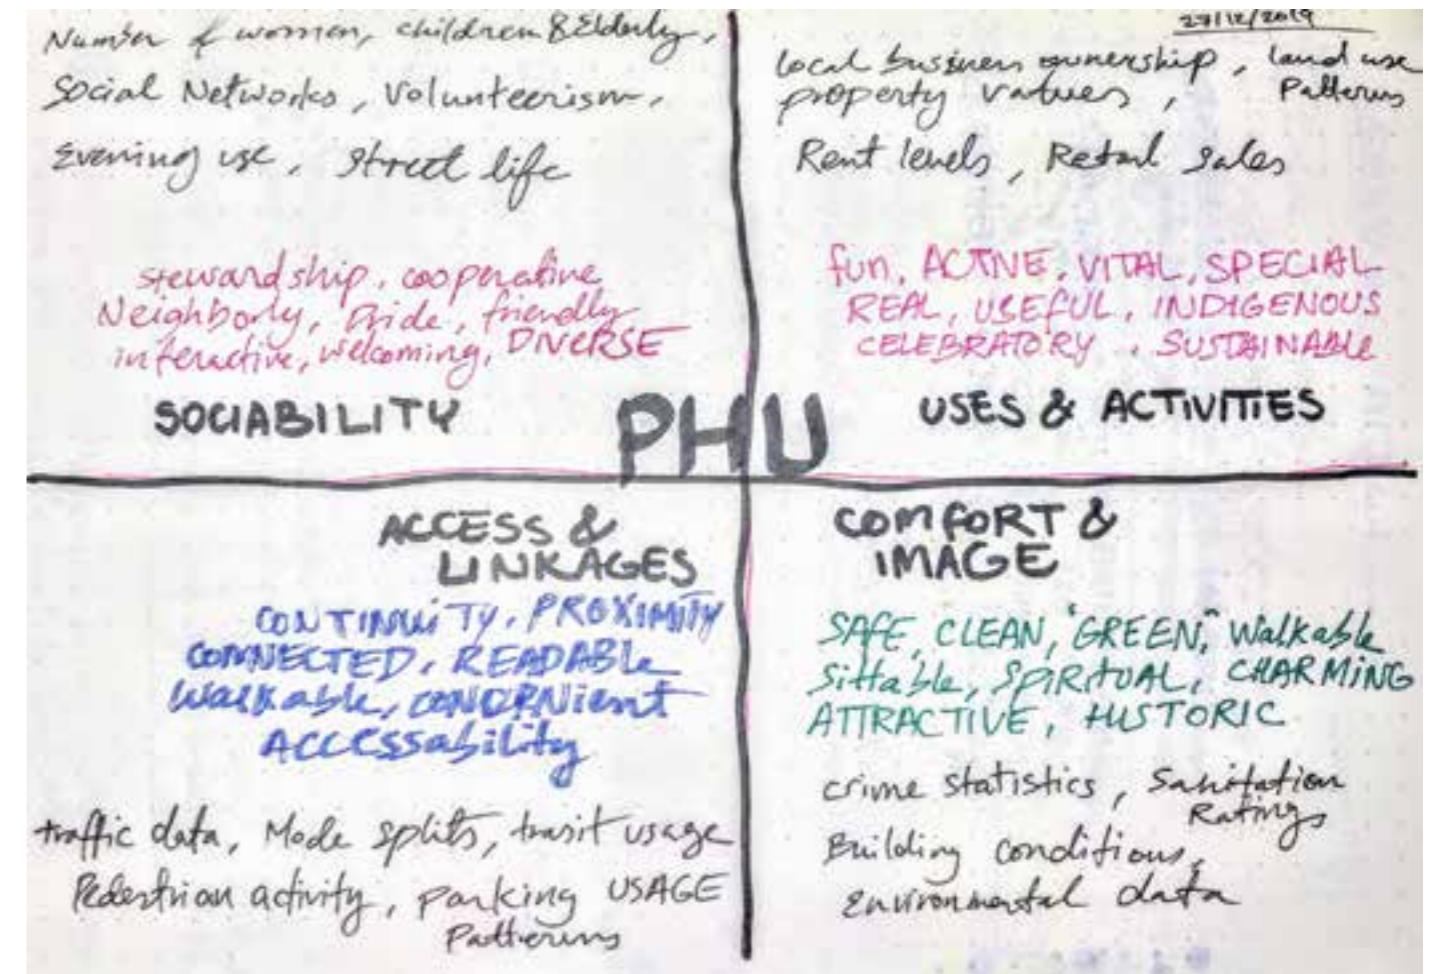 27/12/2019
Number of women, children & Elderly,
Social Networks, Volunteerism,
Evening use, street life
stewardship, cooperative
Neighborly, Pride, friendly
interactive, welcoming, DIVERSE
SOCIABILITY
local business ownership, land use
property values, Patterns
Rent levels, Retail sales
fun, ACTIVE, VITAL, SPECIAL
REAL, USEFUL, INDIGENOUS
CELEBRATORY, SUSTAINABLE
USES & ACTIVITIES
PHU
ACCESS &
LINKAGES
CONTINUITY, PROXIMITY
CONNECTED, READABLE
Walkable, CONVENient
ACCESSability
traffic data, Mode splits, transit usage
Pedestrian activity, parking USAGE
Patterns
COMFORT &
IMAGE
SAFE, CLEAN, "GREEN," Walkable
Sittable, SPIRITUAL, CHARMING
ATTRACTIVE, HISTORIC
crime statistics, Sanitation
Ratings
Building conditions,
Environmental data